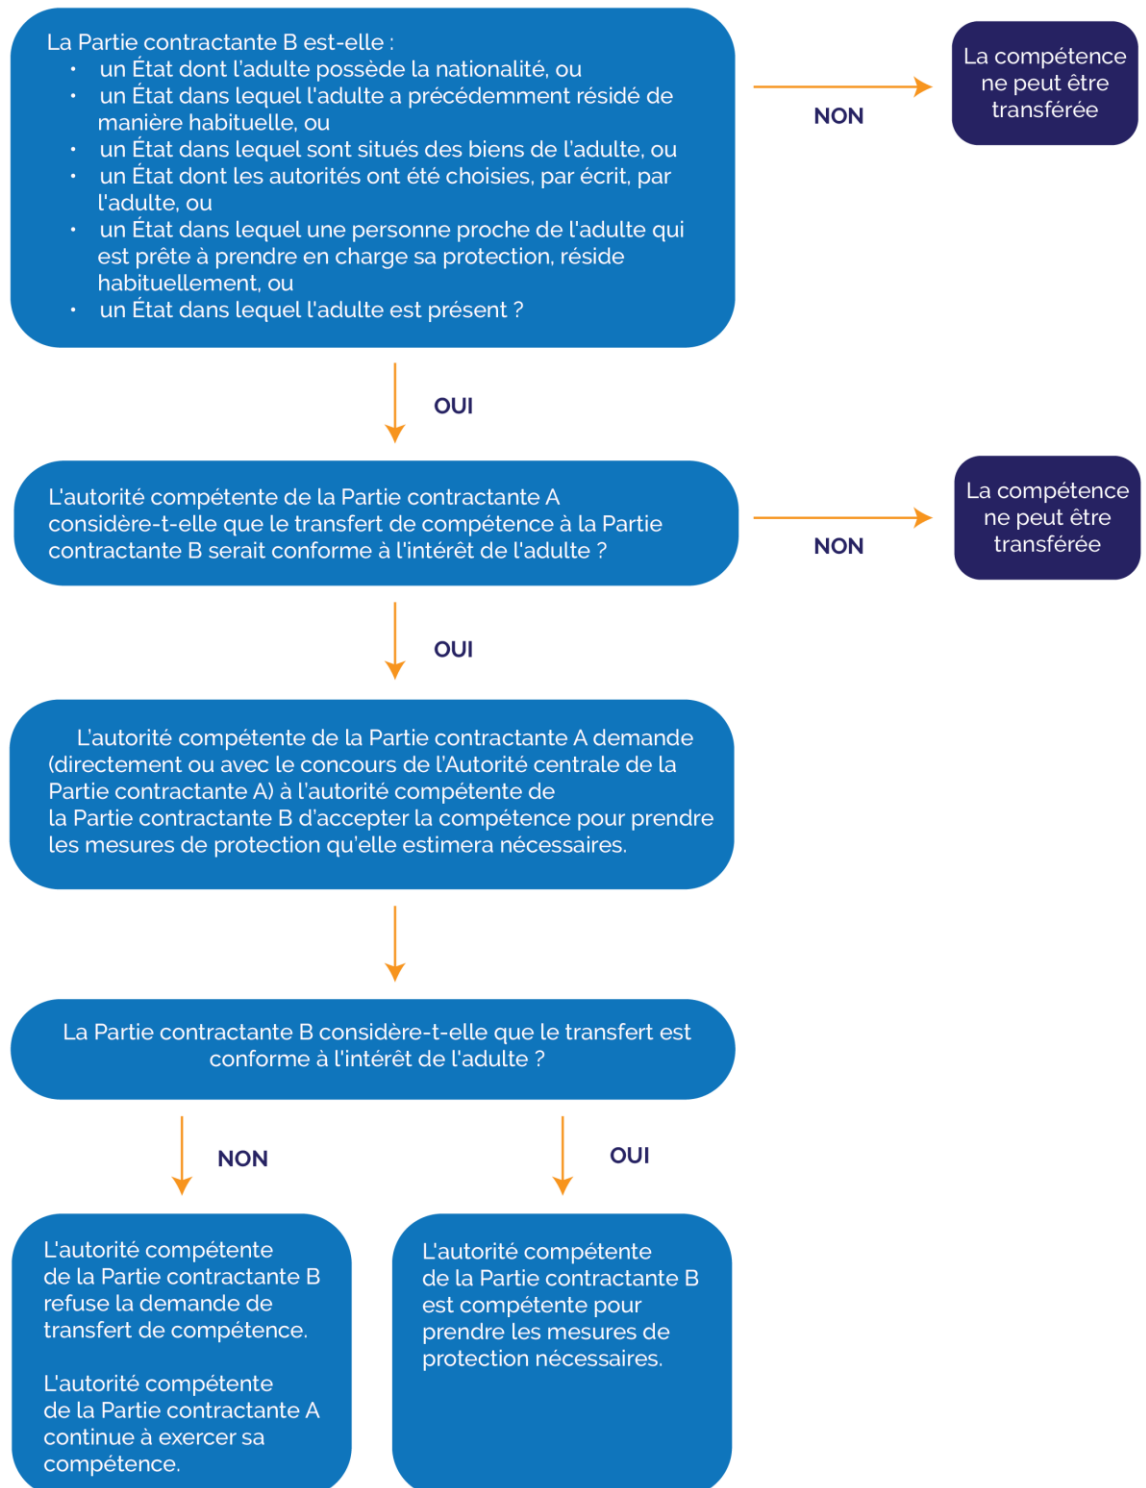 La Partie contractante B est-elle :
• un État dont l'adulte possède la nationalité, ou
• un État dans lequel l'adulte a précédemment résidé de
manière habituelle, ou
• un État dans lequel sont situés des biens de l'adulte, ou
• un État dont les autorités ont été choisies, par écrit, par
l'adulte, ou
• un État dans lequel une personne proche de l'adulte qui
est prête à prendre en charge sa protection, réside
habituellement, ou
• un État dans lequel l'adulte est présent ?
NON
La compétence
ne peut être
transférée
OUI
L'autorité compétente de la Partie contractante A
considère-t-elle que le transfert de compétence à la Partie
contractante B serait conforme à l'intérêt de l'adulte ?
NON
La compétence
ne peut être
transférée
OUI
L'autorité compétente de la Partie contractante A demande
(directement ou avec le concours de l'Autorité centrale de la
Partie contractante A) à l'autorité compétente de
la Partie contractante B d'accepter la compétence pour prendre
les mesures de protection qu'elle estimera nécessaires.
La Partie contractante B considère-t-elle que le transfert est
conforme à l'intérêt de l'adulte ?
NON
OUI
L'autorité compétente
de la Partie contractante B
refuse la demande de
transfert de compétence.
L'autorité compétente
de la Partie contractante A
continue à exercer sa
compétence.
L'autorité compétente
de la Partie contractante B
est compétente pour
prendre les mesures de
protection nécessaires.